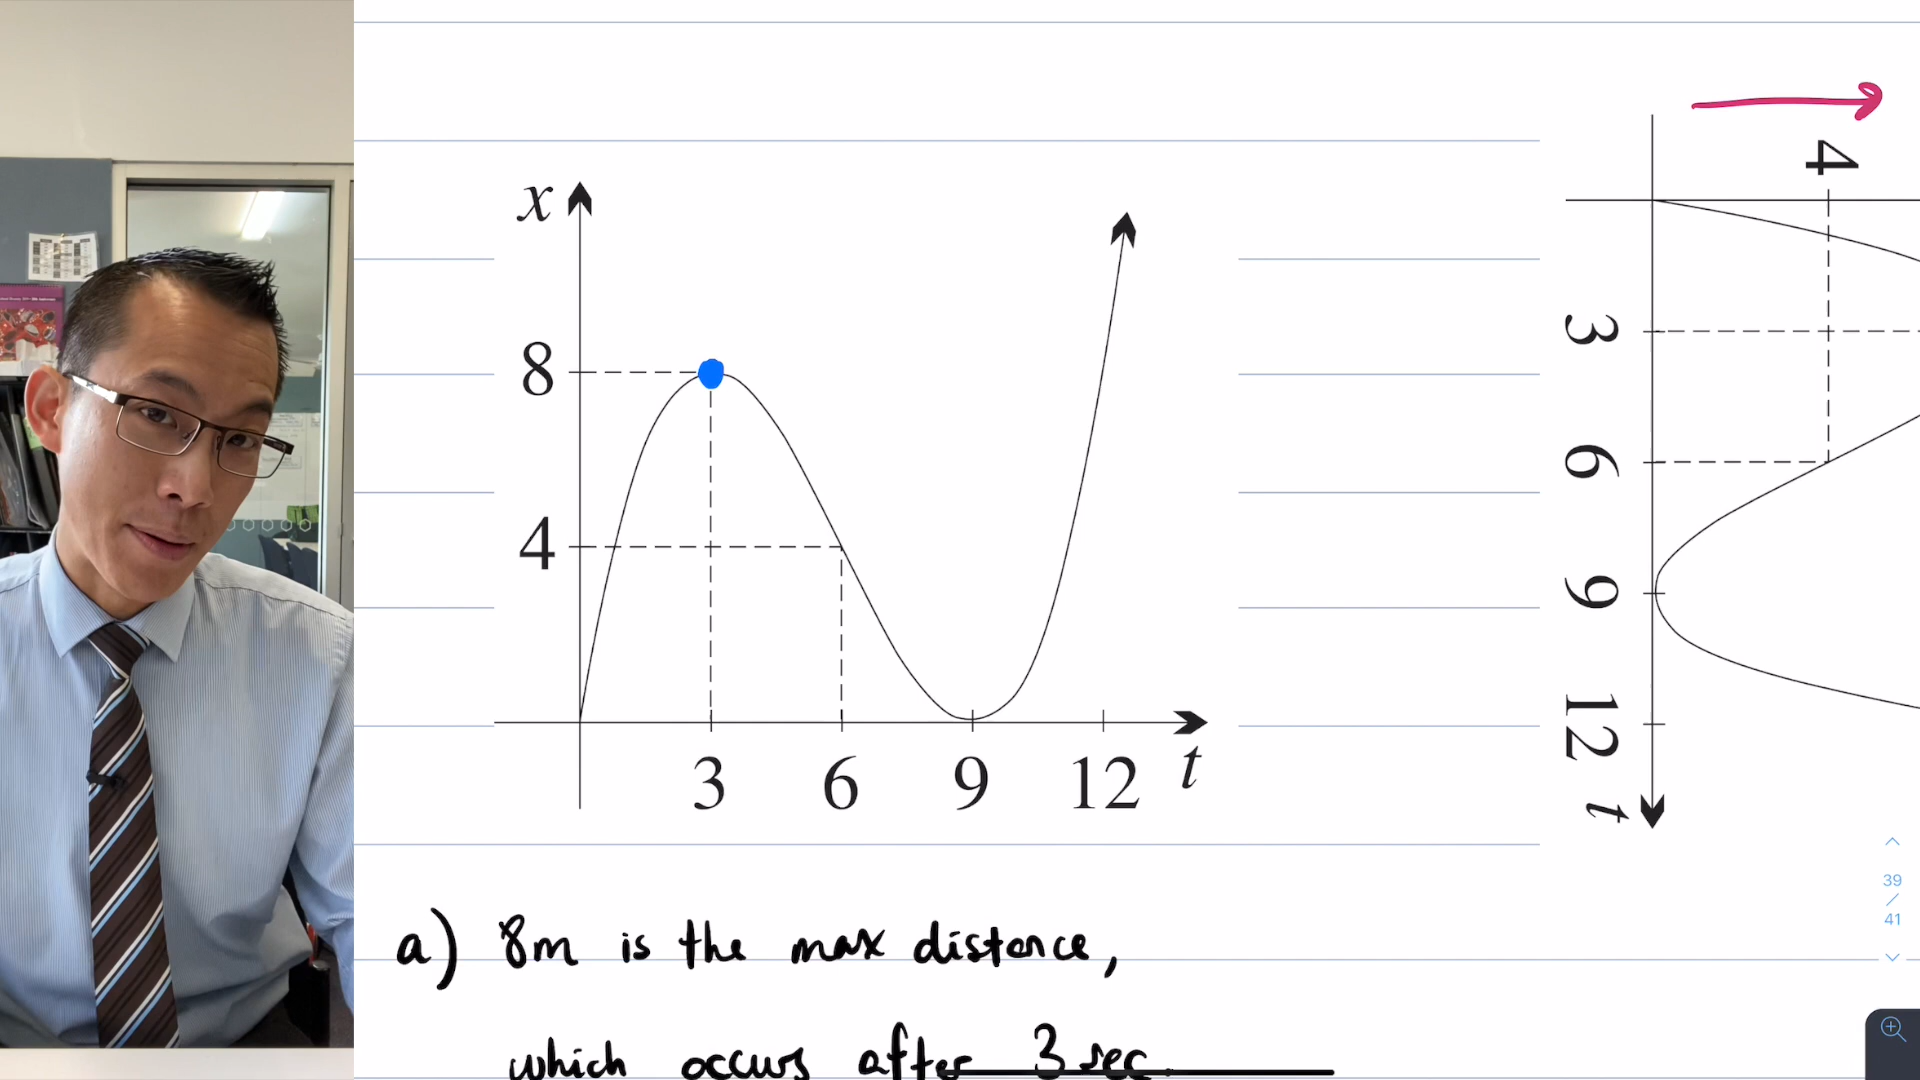 x
8
4
3 6 9 12 t
4
3
6
9
12
t
39
/
41
a) 8m is the max distance,
which occurs after 3 sec.